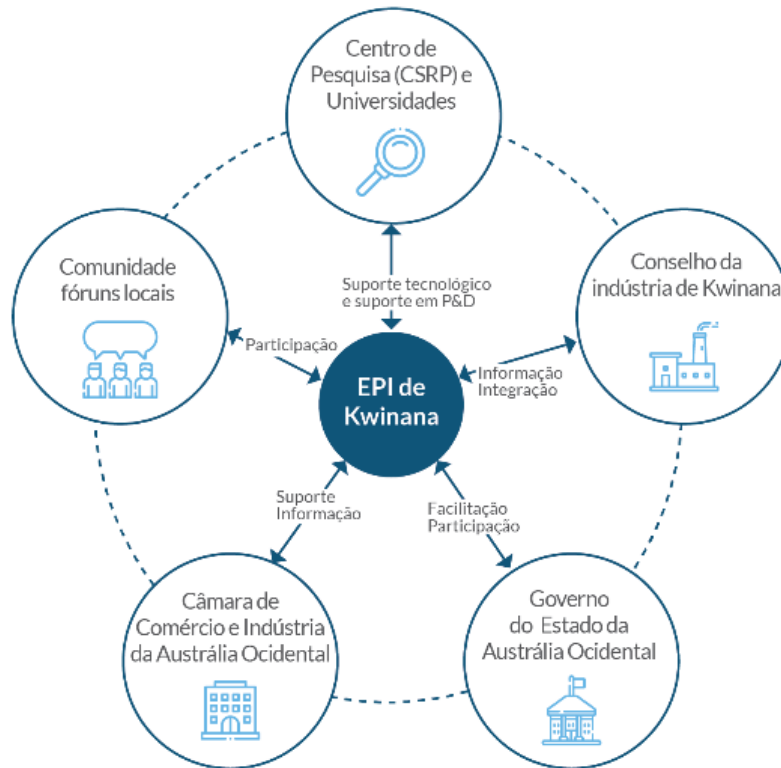 Centro de
Pesquisa (CSRP) e
Universidades
Comunidade
fóruns locais
Conselho da
indústria de Kwinana
Suporte tecnológico
e suporte em P&D
Participação
EPI de
Kwinana
Informação
Integração
Suporte
Informação
Facilitação
Participação
Câmara de
Comércio e Indústria
da Austrália Ocidental
Governo
do Estado da
Austrália Ocidental